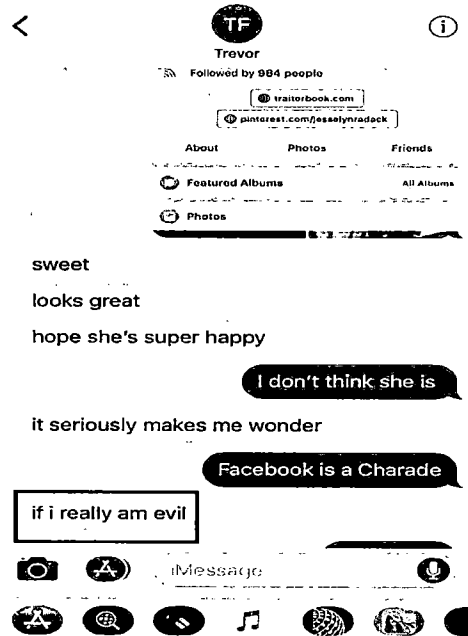 TF
Trevor
Followed by 984 people
traitorbook.com
pinterest.com/jesselynradack
About Photos Friends
Featured Albums All Albums
Photos
sweet
looks great
hope she's super happy
I don't think she is
it seriously makes me wonder
Facebook is a Charade
if i really am evil
iMessage